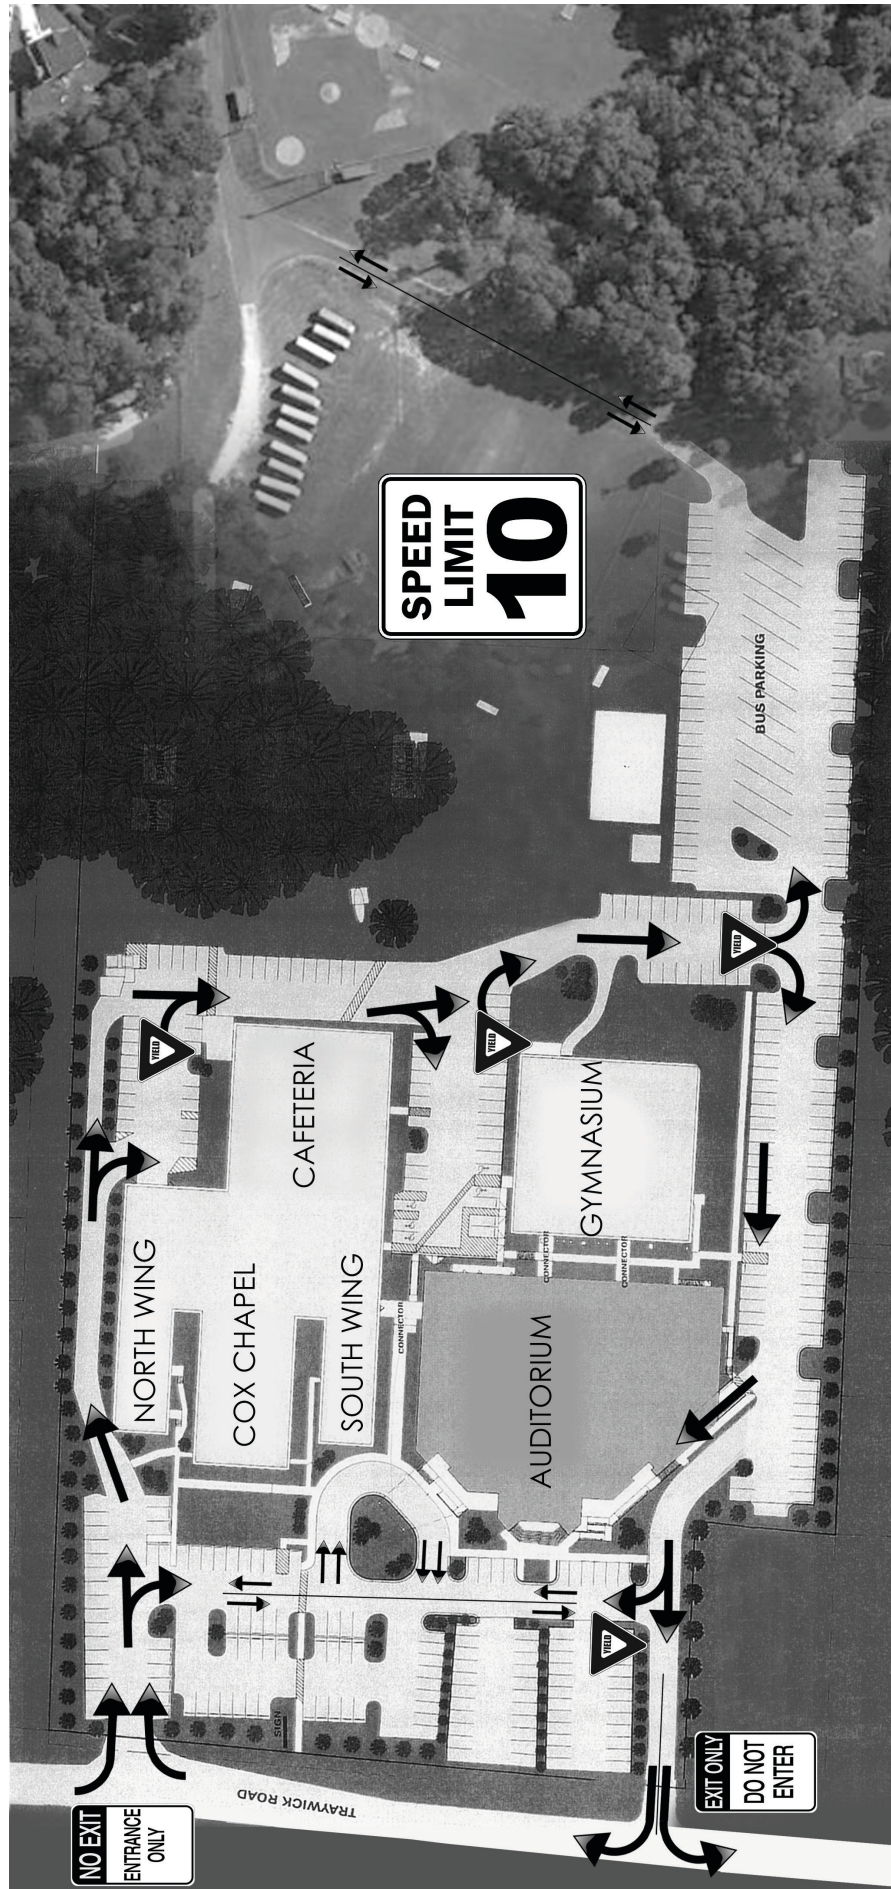 SPEED
LIMIT
10
BUS PARKING
YIELD
YIELD
YIELD
CAFETERIA
GYMNASIUM
NORTH WING
COX CHAPEL
SOUTH WING
AUDITORIUM
CONNECTOR
CONNECTOR
CONNECTOR
YIELD
SIGN
TRAYWICK ROAD
NO EXIT
ENTRANCE
ONLY
EXIT ONLY
DO NOT
ENTER